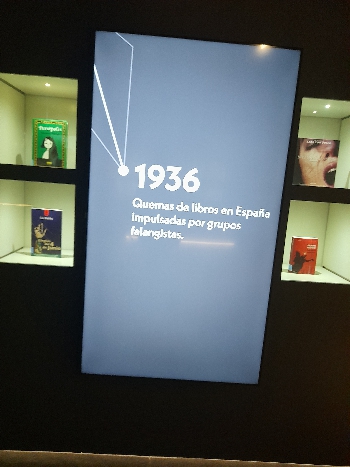 1936
Quemas de libros en España
impulsadas por grupos
falangistas.